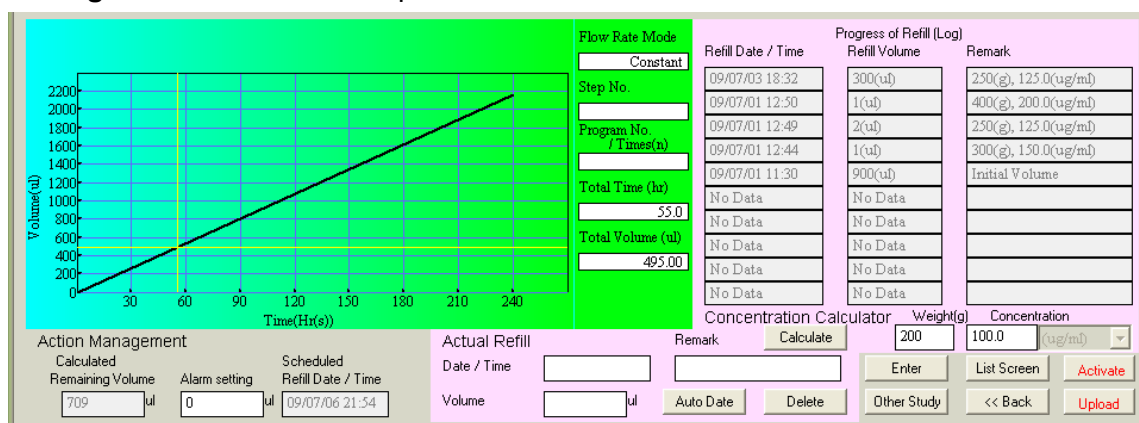 Flow Rate Mode
Constant
Step No.
Program No.
/ Times(n)
Total Time (hr)
55.0
Total Volume (ul)
495.00
Volume(ul)
2200
2000
1800
1600
1400
1200
1000
800
600
400
200
0
30 60 90 120 150 180 210 240
Time(Hr(s))
Progress of Refill (Log)
Refill Date / Time Refill Volume Remark
09/07/03 18:32 300(ul) 250(g), 125.0(ug/ml)
09/07/01 12:50 1(ul) 400(g), 200.0(ug/ml)
09/07/01 12:49 2(ul) 250(g), 125.0(ug/ml)
09/07/01 12:44 1(ul) 300(g), 150.0(ug/ml)
09/07/01 11:30 900(ul) Initial Volume
No Data No Data
No Data No Data
No Data No Data
No Data No Data
No Data No Data
Concentration Calculator Weight(g) Concentration
Calculate 200 100.0 (ug/ml)
Action Management
Calculated
Remaining Volume
709 ul
Alarm setting
0 ul
Scheduled
Refill Date / Time
09/07/06 21:54
Actual Refill Remark
Date / Time
Volume ul Auto Date Delete
Enter List Screen Activate
Other Study << Back Upload